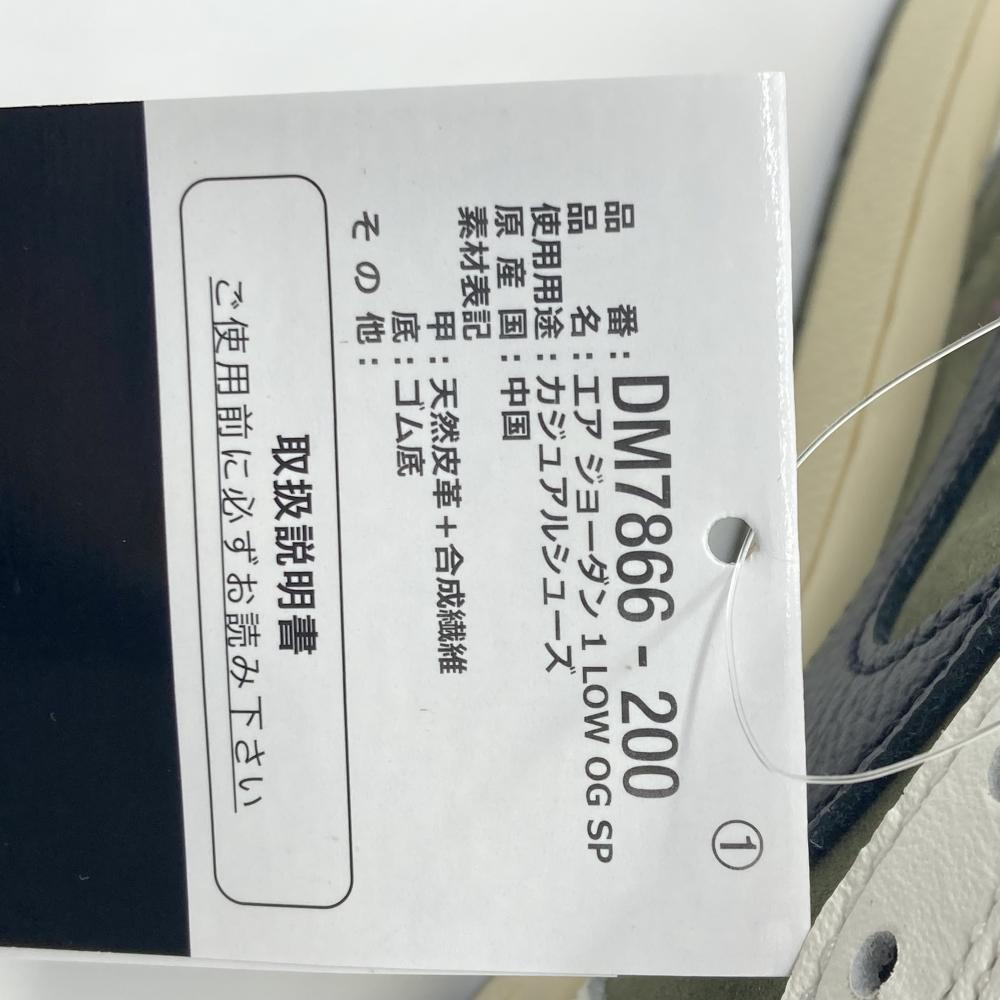 ①
品番：DM7866 - 200
品名：エア ジョーダン 1 LOW OG SP
使用用途：カジュアルシューズ
原産国：中国
素材表記 甲：天然皮革＋合成繊維
底：ゴム底
その他：
取扱説明書
ご使用前に必ずお読み下さい